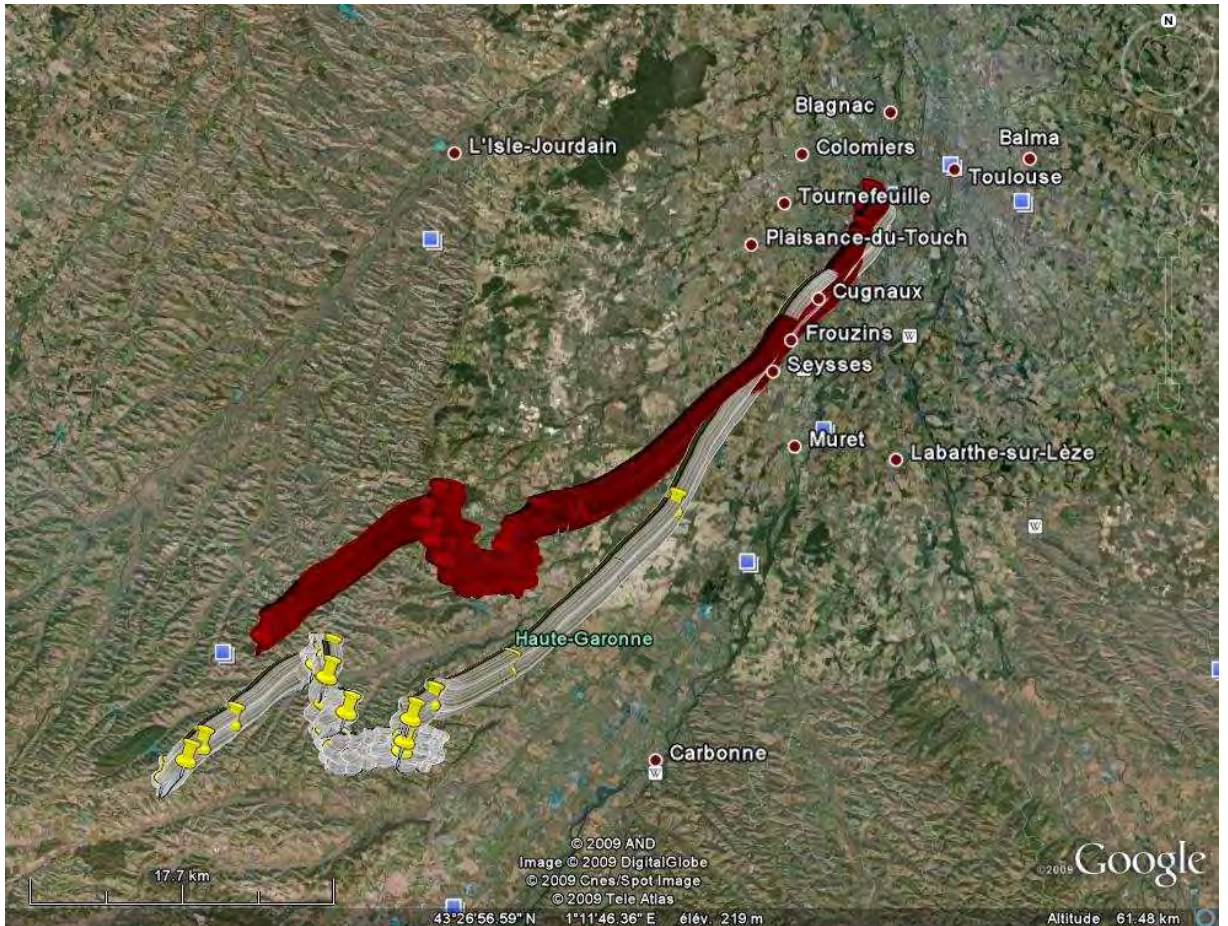 N
Blagnac
L'Isle-Jourdain
Colomiers
Balma
Toulouse
Tournefeuille
Plaisance-du-Touch
Cugnaux
Frouzins
W
Seysses
Muret
Labarthe-sur-Lèze
W
Haute-Garonne
Carbonne
W
© 2009 AND
Image © 2009 DigitalGlobe
© 2009 Cnes/Spot Image
© 2009 Tele Atlas
©2009 Google
17.7 km
43°26'56.59" N 1°11'46.36" E élév. 219 m Altitude 61.48 km